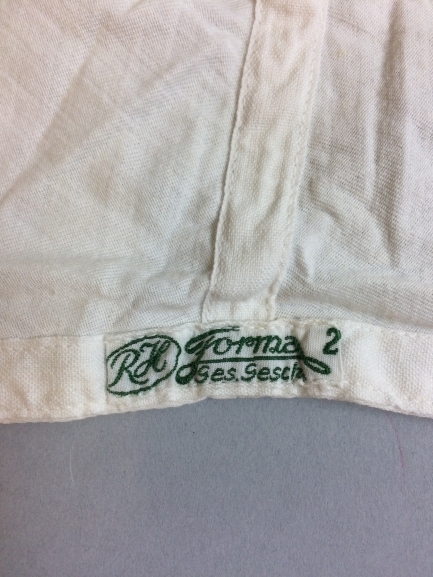 RH Forma 2
Ges. Gesch